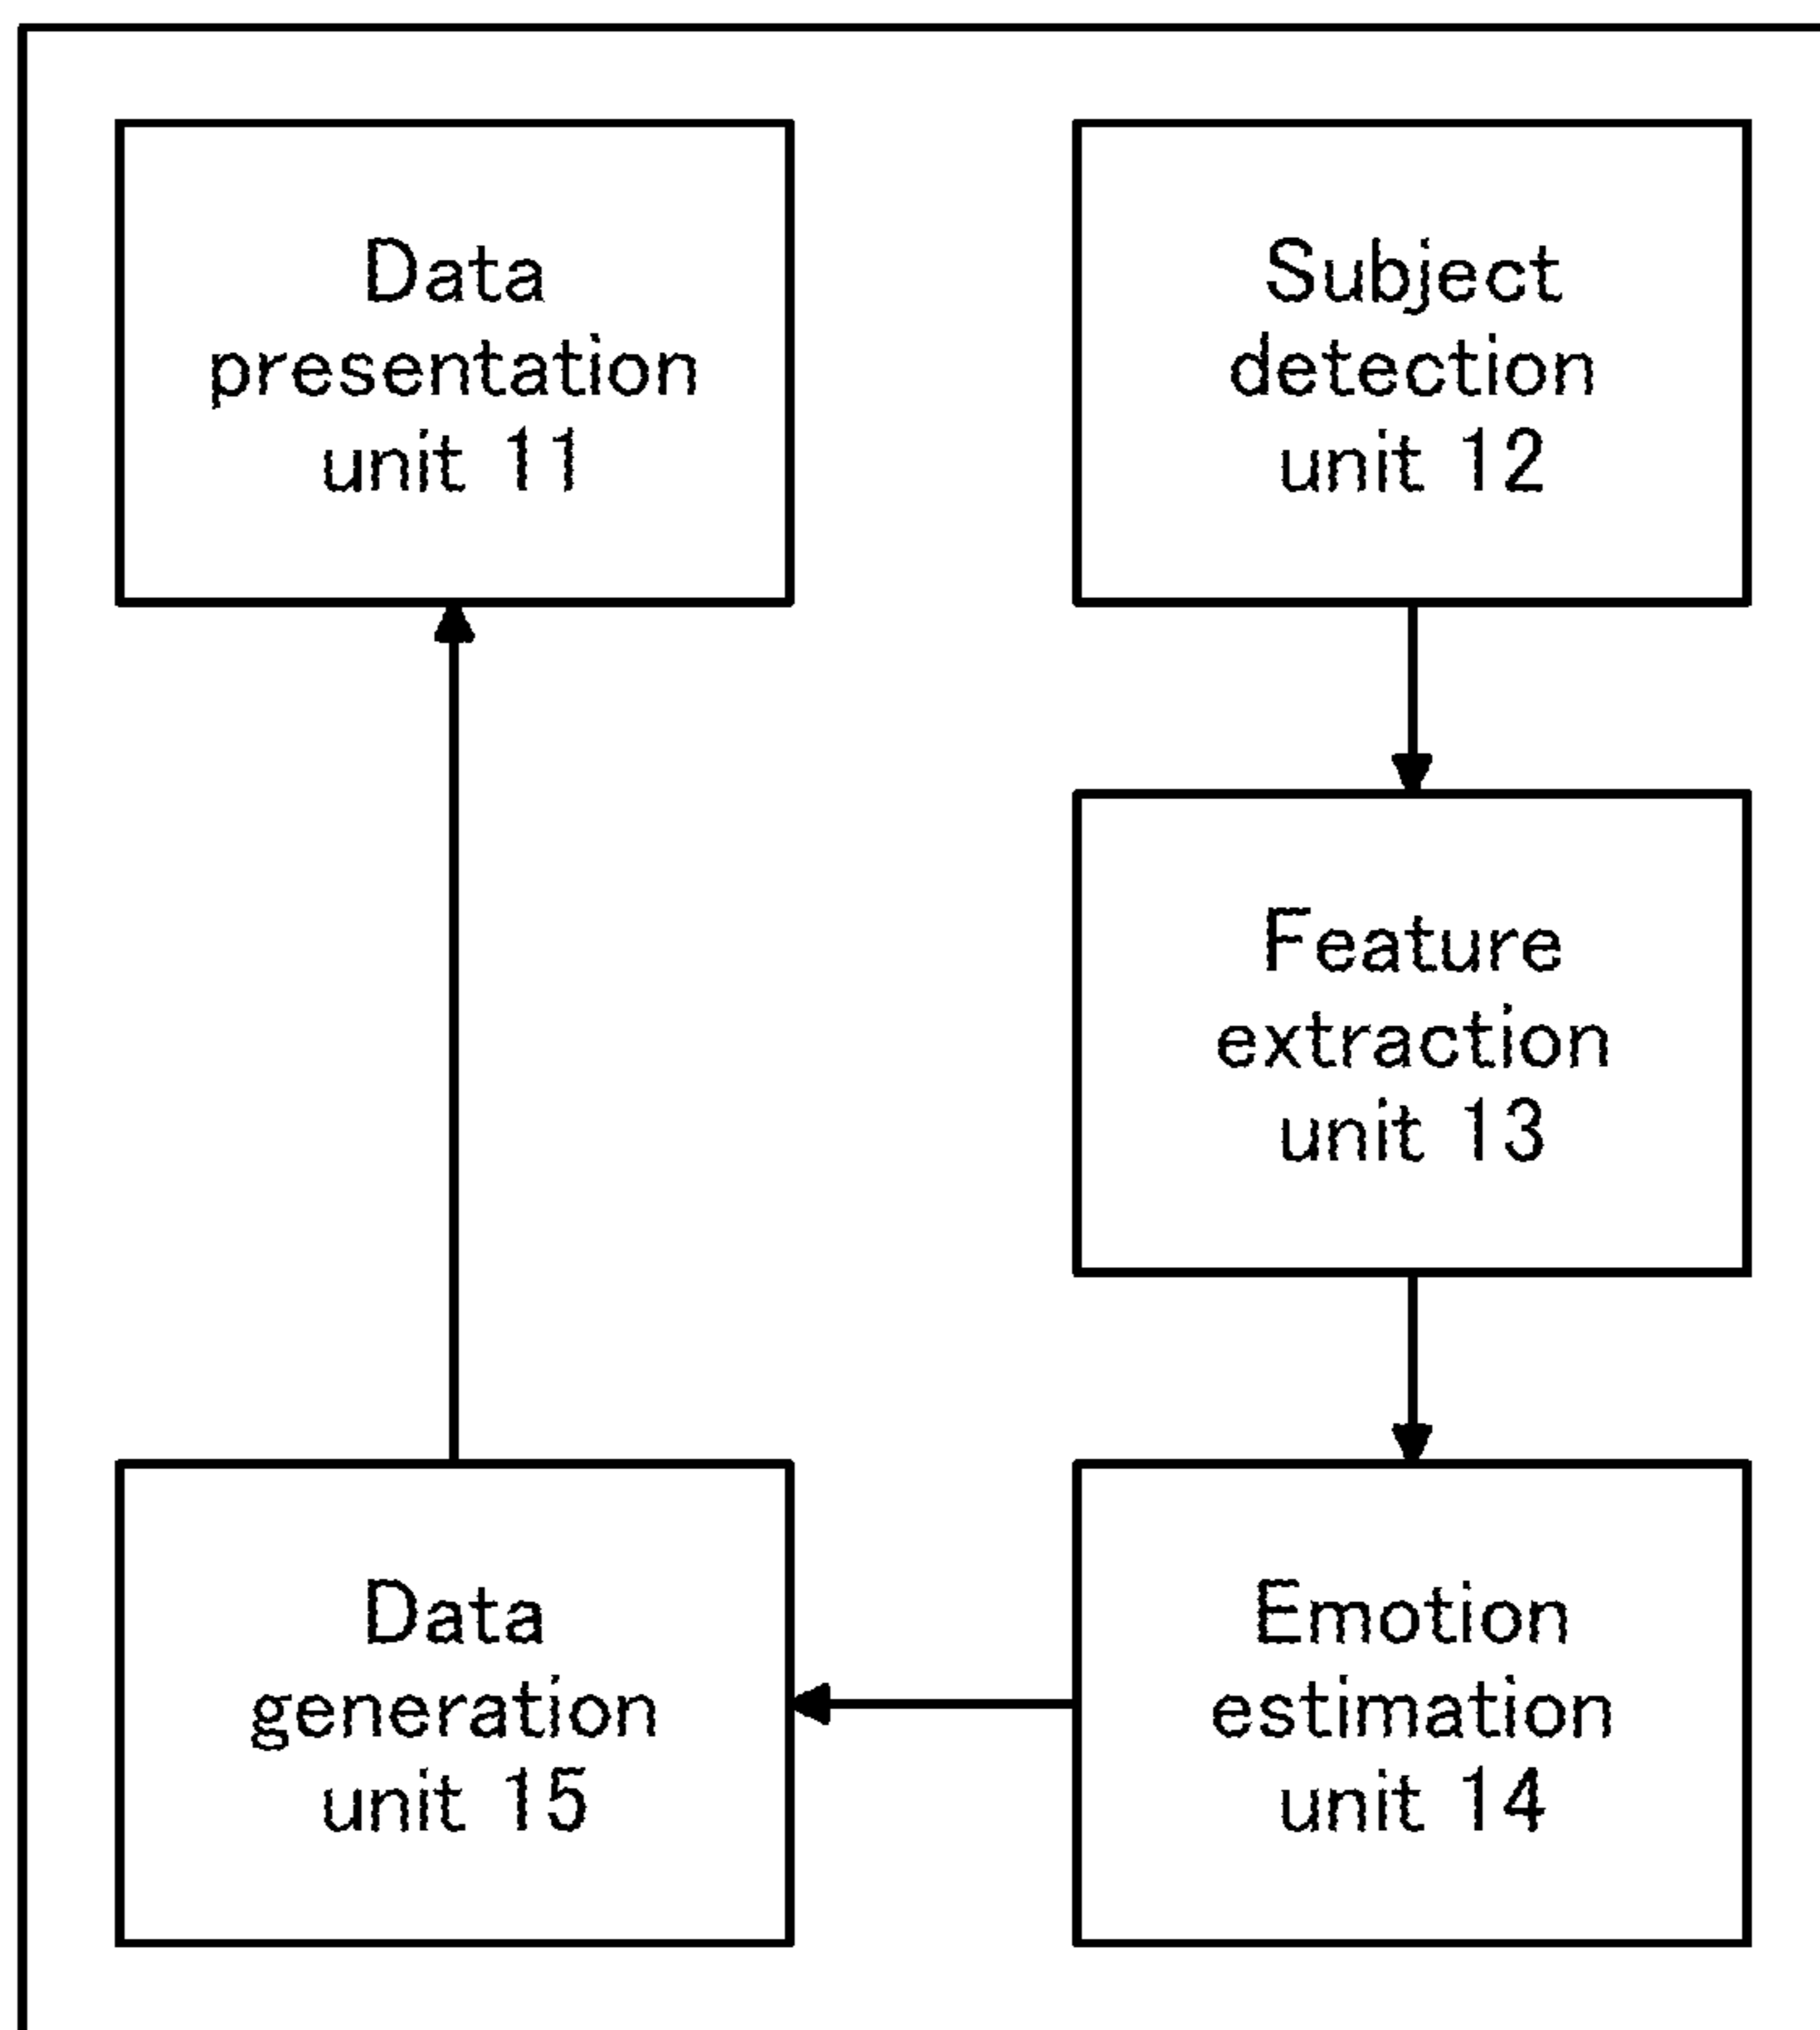 Data
presentation
unit 11
Subject
detection
unit 12
Feature
extraction
unit 13
Data
generation
unit 15
Emotion
estimation
unit 14